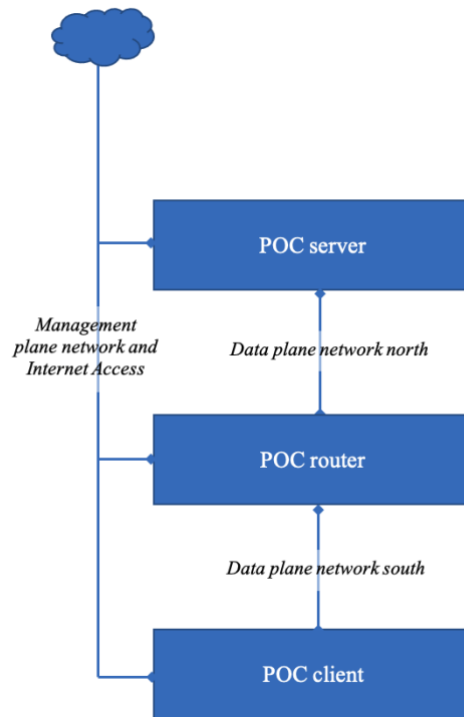 POC server
Management
plane network and
Internet Access
Data plane network north
POC router
Data plane network south
POC client